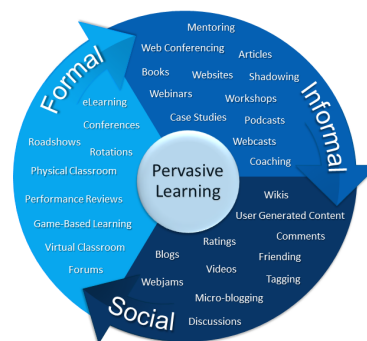 Mentoring
Web Conferencing
Articles
Books
Websites
Shadowing
Webinars
Workshops
Case Studies
Podcasts
Webcasts
Coaching
Informal
Formal
eLearning
Conferences
Roadshows
Rotations
Physical Classroom
Performance Reviews
Game-Based Learning
Virtual Classroom
Forums
Pervasive
Learning
Wikis
User Generated Content
Comments
Ratings
Friending
Blogs
Videos
Tagging
Webjams
Micro-blogging
Discussions
Social